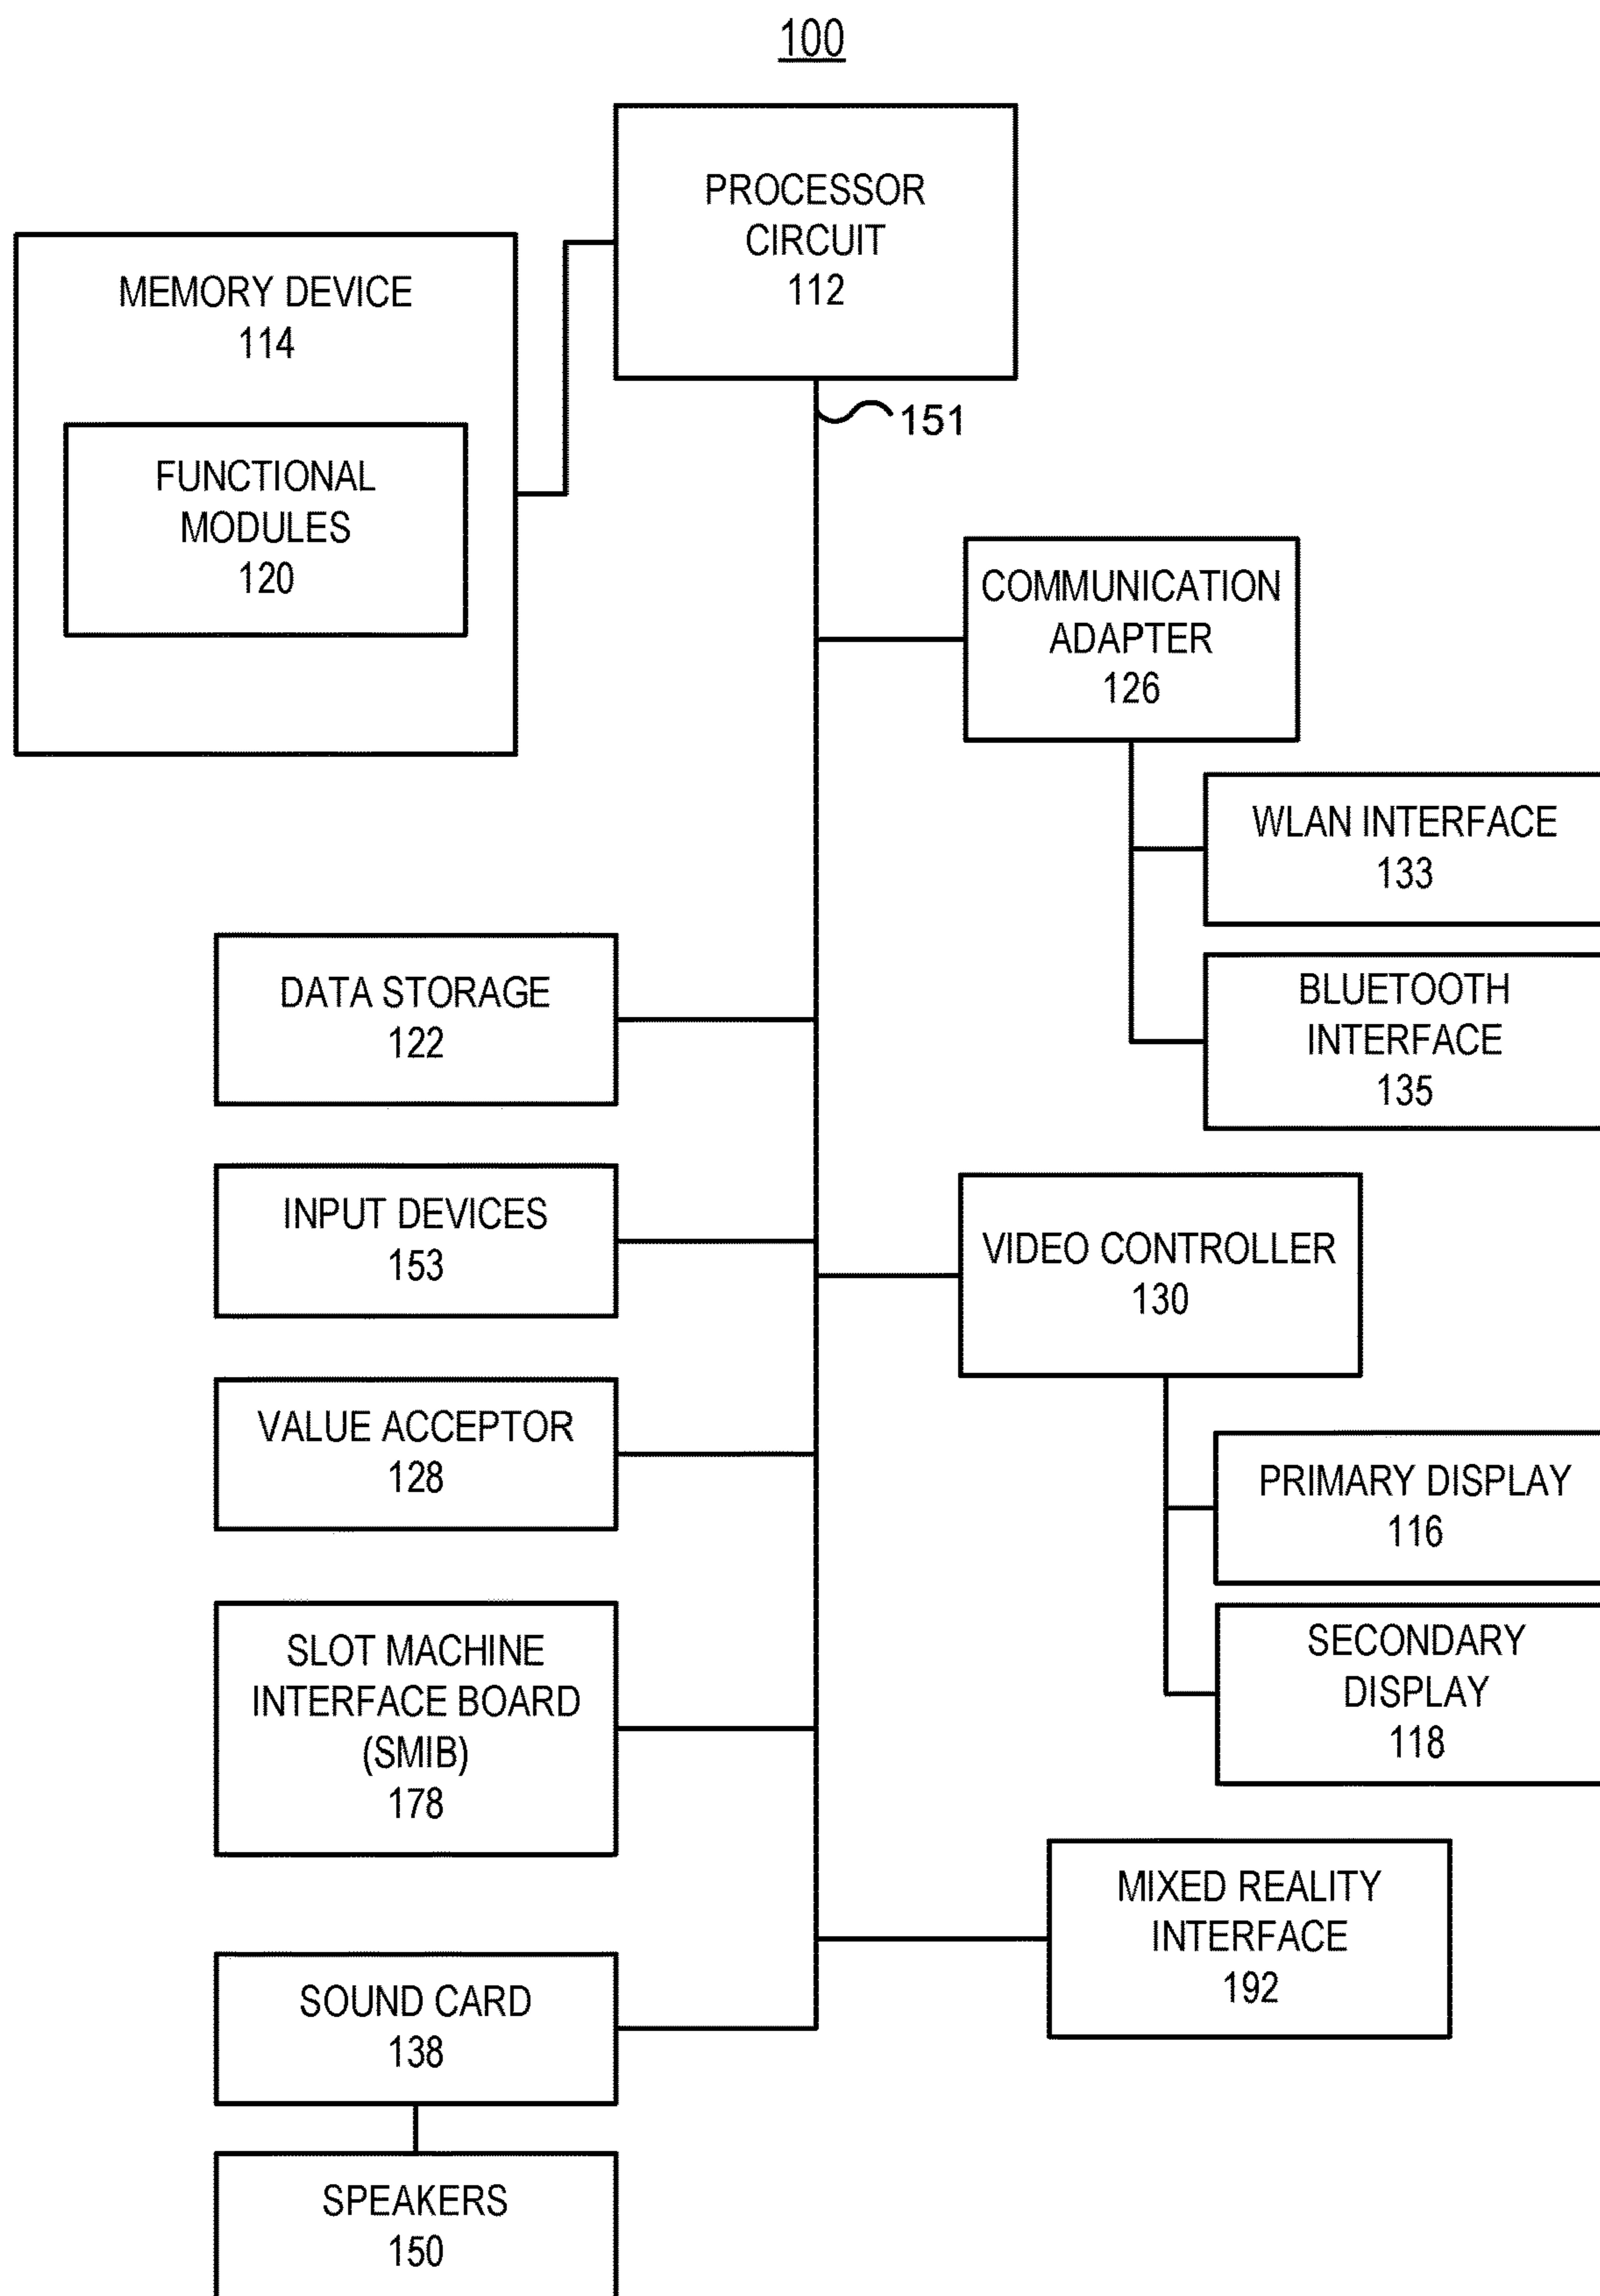 100
PROCESSOR
CIRCUIT
112
MEMORY DEVICE
114
151
FUNCTIONAL
MODULES
120
COMMUNICATION
ADAPTER
126
WLAN INTERFACE
133
DATA STORAGE
122
BLUETOOTH
INTERFACE
135
INPUT DEVICES
153
VIDEO CONTROLLER
130
VALUE ACCEPTOR
128
PRIMARY DISPLAY
116
SLOT MACHINE
INTERFACE BOARD
(SMIB)
178
SECONDARY
DISPLAY
118
MIXED REALITY
INTERFACE
192
SOUND CARD
138
SPEAKERS
150